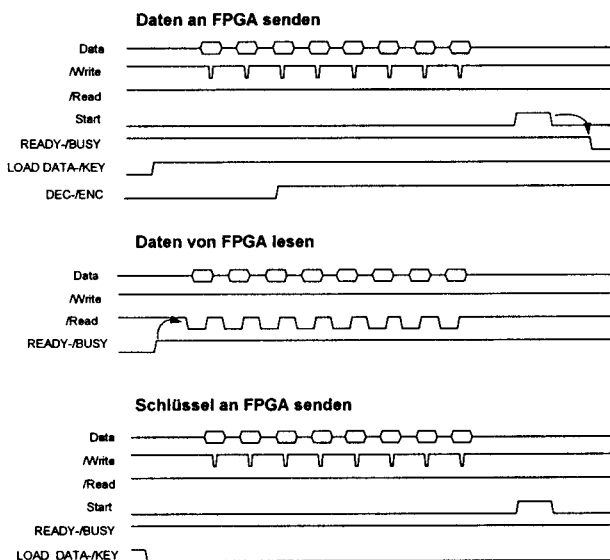 Daten an FPGA senden
Data
/Write
/Read
Start
READY-/BUSY
LOAD DATA-/KEY
DEC-/ENC
Daten von FPGA lesen
Data
/Write
/Read
READY-/BUSY
Schlüssel an FPGA senden
Data
/Write
/Read
Start
READY-/BUSY
LOAD DATA-/KEY